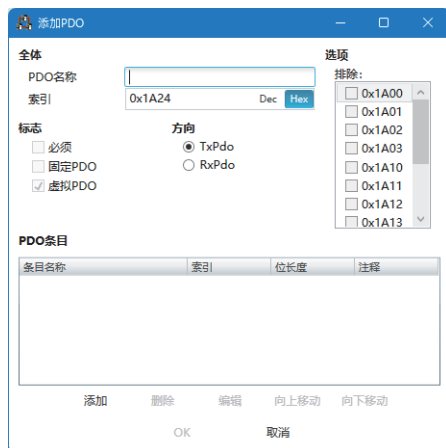 添加PDO
全体
选项
PDO名称
排除:
索引
0x1A24
Dec
Hex
0x1A00
0x1A01
标志
方向
0x1A02
必须
TxPdo
0x1A03
固定PDO
RxPdo
0x1A10
虚拟PDO
0x1A11
0x1A12
0x1A13
PDO条目
条目名称
索引
位长度
注释
添加
删除
编辑
向上移动
向下移动
OK
取消